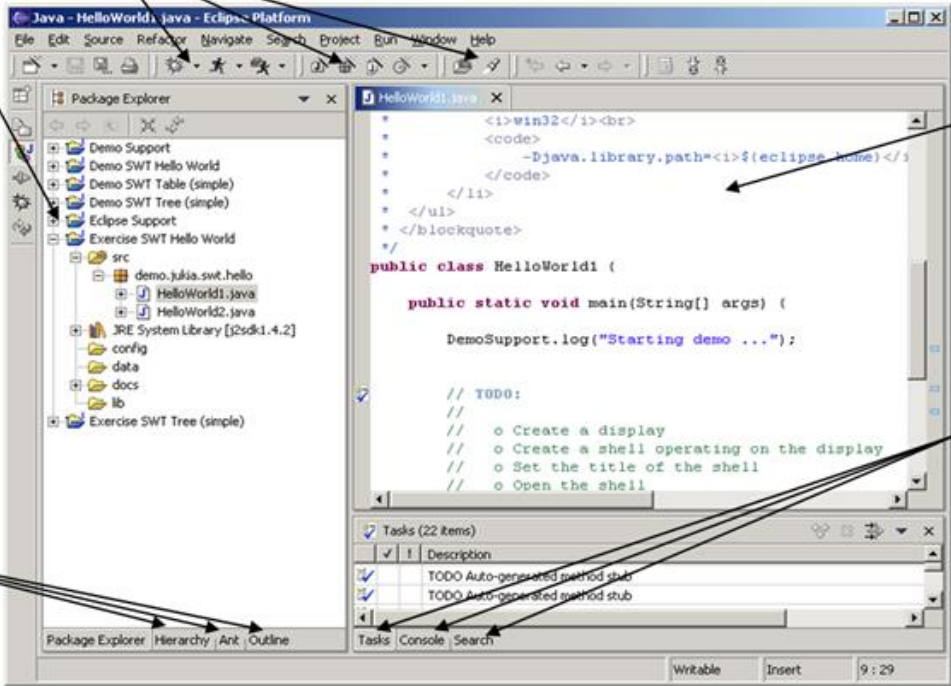 Java - HelloWorld1.java - Eclipse Platform
File Edit Source Refactor Navigate Search Project Run Window Help
Package Explorer
Demo Support
Demo SWT Hello World
Demo SWT Table (simple)
Demo SWT Tree (simple)
Eclipse Support
Exercise SWT Hello World
src
demo.jukia.swt.hello
HelloWorld1.java
HelloWorld2.java
JRE System Library [j2sdk1.4.2]
config
data
docs
lib
Exercise SWT Tree (simple)
Package Explorer Hierarchy Ant Outline
HelloWorld1.java
* <i>win32</i><br>
* <code>
* -Djava.library.path=<i>$(eclipse.home)</i
* </code>
* </li>
* </ul>
* </blockquote>
*/
public class HelloWorld1 {
public static void main(String[] args) {
DemoSupport.log("Starting demo ...");
// TODO:
//
// o Create a display
// o Create a shell operating on the display
// o Set the title of the shell
// o Open the shell
Tasks (22 items)
! Description
TODO Auto-generated method stub
TODO Auto-generated method stub
Tasks Console Search
Writable Insert 9 : 29